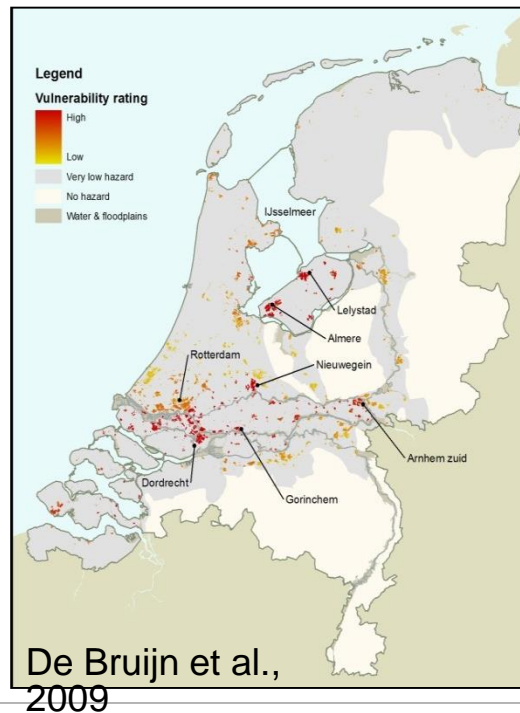 Legend
Vulnerability rating
High
Low
Very low hazard
No hazard
Water & floodplains
IJsselmeer
Lelystad
Almere
Rotterdam
Nieuwegein
Arnhem zuid
Dordrecht
Gorinchem
De Bruijn et al.,
2009